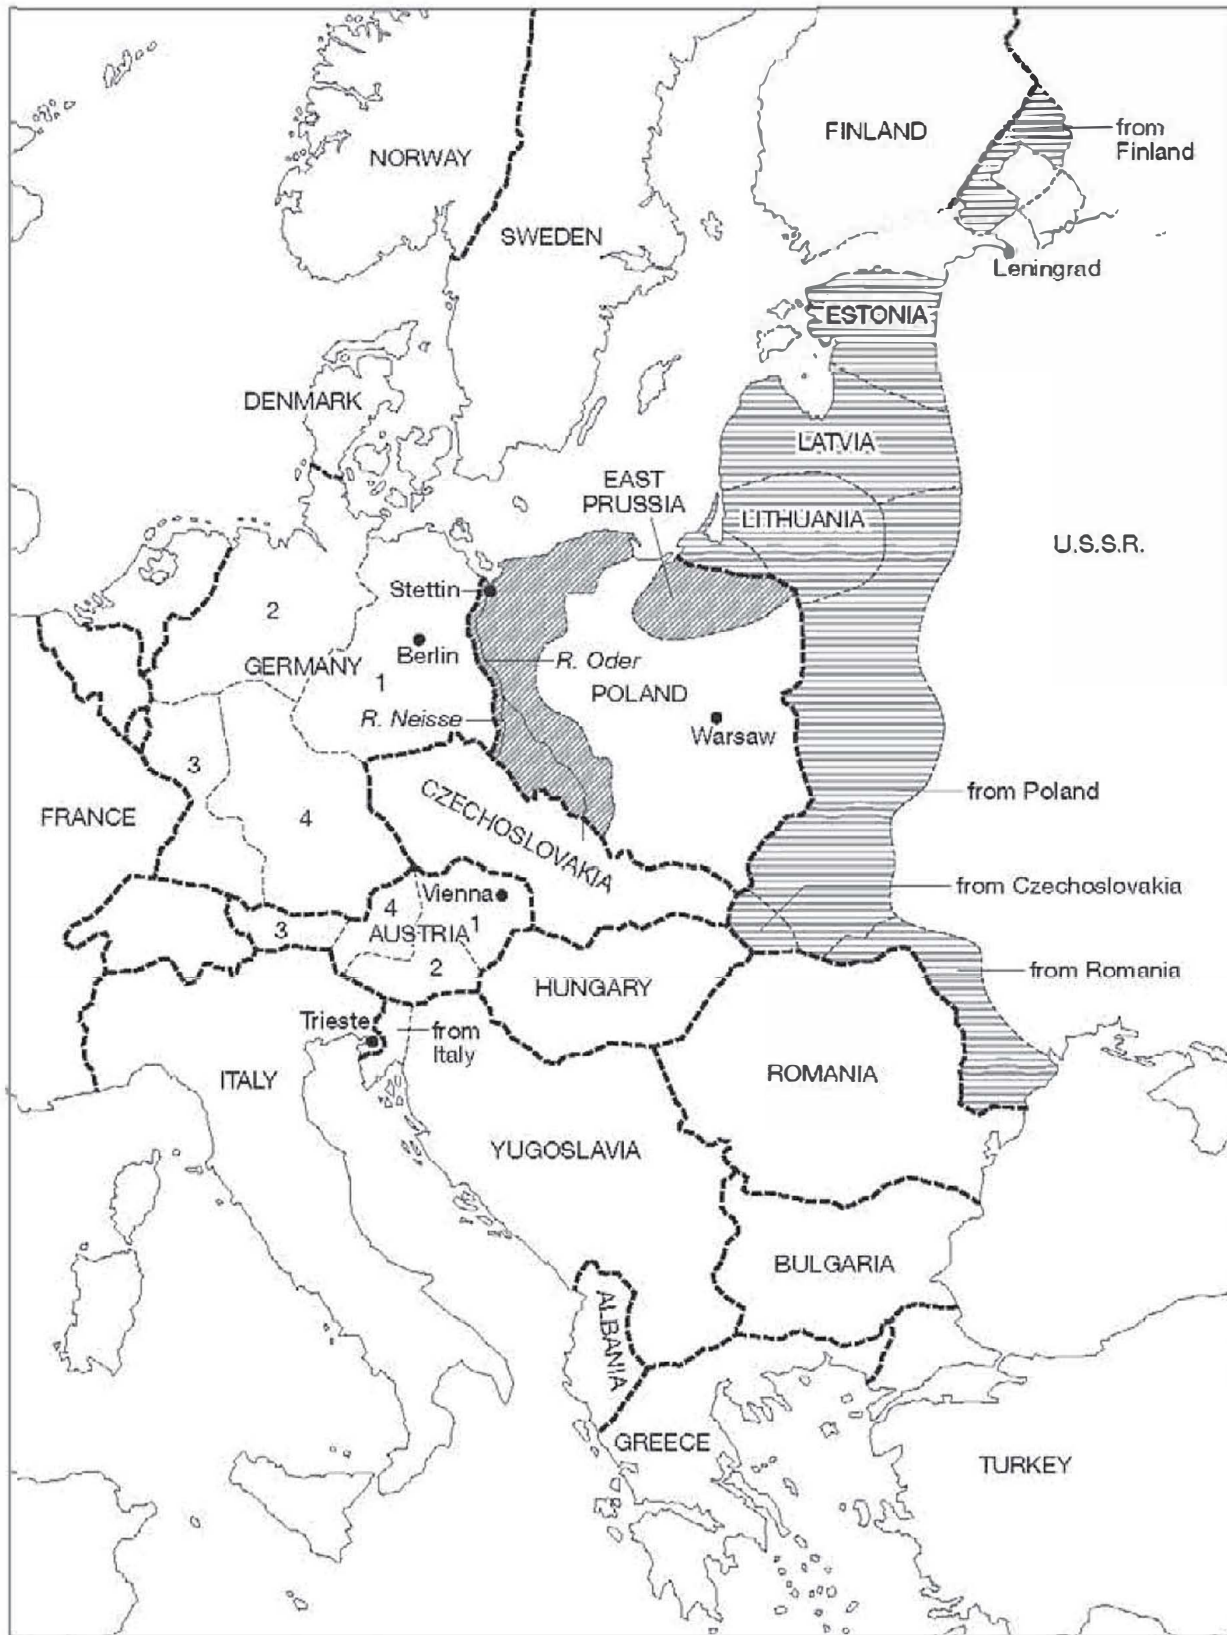 FINLAND
from
Finland
NORWAY
SWEDEN
Leningrad
ESTONIA
DENMARK
LATVIA
EAST
PRUSSIA
LITHUANIA
U.S.S.R.
Stettin
2
Berlin
GERMANY
R. Oder
1
POLAND
R. Neisse
Warsaw
3
CZECHOSLOVAKIA
from Poland
FRANCE
4
from Czechoslovakia
Vienna
4
1
3
AUSTRIA
2
from Romania
HUNGARY
Trieste
from
Italy
ITALY
ROMANIA
YUGOSLAVIA
BULGARIA
ALBANIA
GREECE
TURKEY